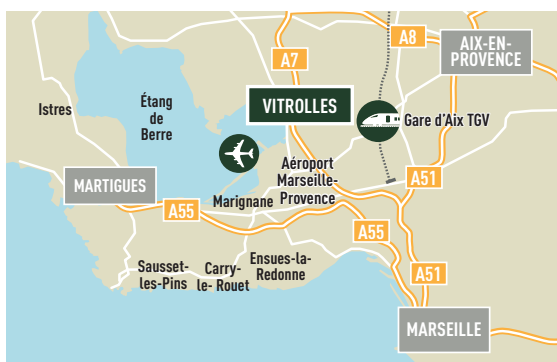 A8
AIX-EN-
PROVENCE
A7
VITROLLES
Istres
Étang
de
Berre
Gare d'Aix TGV
Aéroport
Marseille-
Provence
MARTIGUES
A51
Marignane
A55
A55
Ensues-la-
Redonne
Sausset-
les-Pins
Carry-
le- Rouet
A51
MARSEILLE